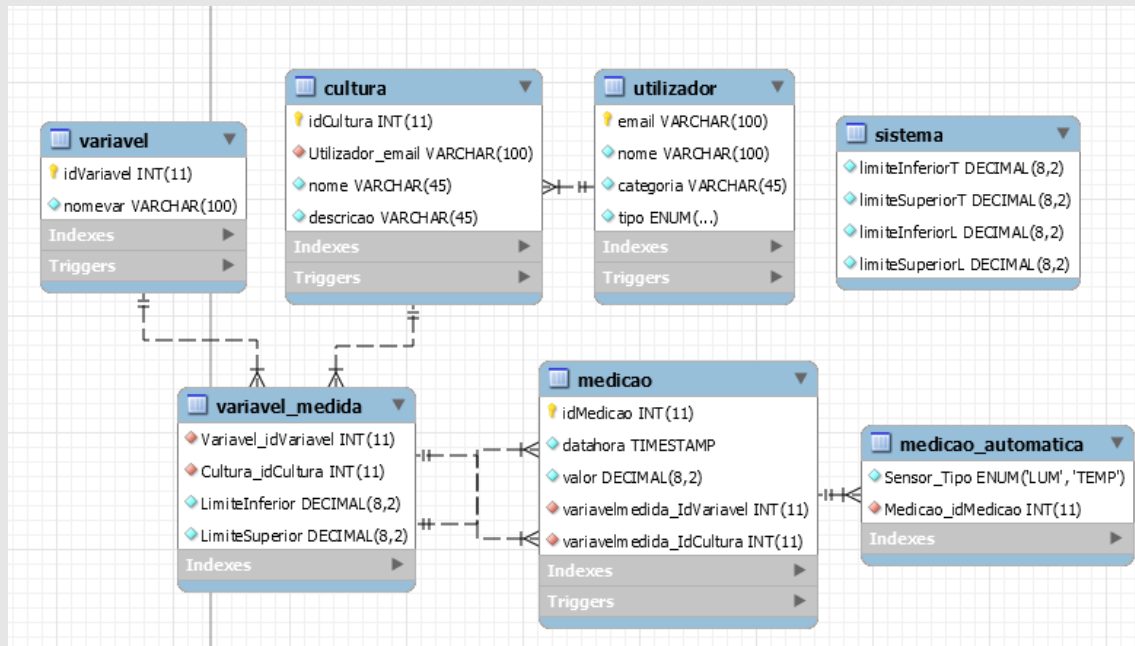 variavel
idVariavel INT(11)
nomevar VARCHAR(100)
Indexes
Triggers
cultura
idCultura INT(11)
Utilizador_email VARCHAR(100)
nome VARCHAR(45)
descricao VARCHAR(45)
Indexes
Triggers
utilizador
email VARCHAR(100)
nome VARCHAR(100)
categoria VARCHAR(45)
tipo ENUM(...)
Indexes
Triggers
sistema
limiteInferiorT DECIMAL(8,2)
limiteSuperiorT DECIMAL(8,2)
limiteInferiorL DECIMAL(8,2)
limiteSuperiorL DECIMAL(8,2)
variavel_medida
Variavel_idVariavel INT(11)
Cultura_idCultura INT(11)
LimiteInferior DECIMAL(8,2)
LimiteSuperior DECIMAL(8,2)
Indexes
medicao
idMedicao INT(11)
datahora TIMESTAMP
valor DECIMAL(8,2)
variavelmedida_IdVariavel INT(11)
variavelmedida_IdCultura INT(11)
Indexes
Triggers
medicao_automatica
Sensor_Tipo ENUM('LUM', 'TEMP')
Medicao_idMedicao INT(11)
Indexes